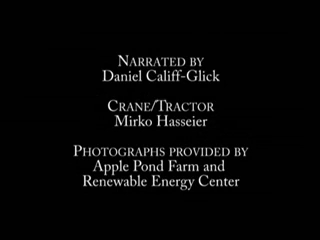 Narrated by
Daniel Califf-Glick
Crane/Tractor
Mirko Hasseier
Photographs provided by
Apple Pond Farm and
Renewable Energy Center